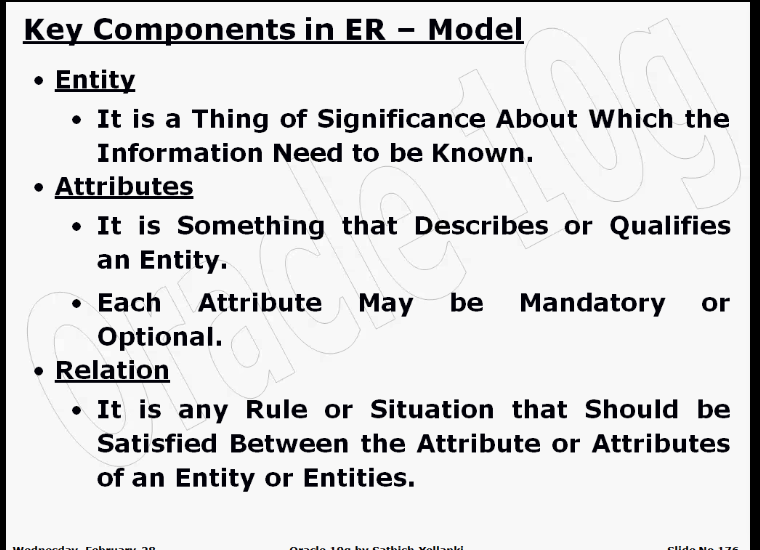 Key Components in ER – Model
• Entity
• It is a Thing of Significance About Which the
Information Need to be Known.
• Attributes
• It is Something that Describes or Qualifies
an Entity.
• Each Attribute May be Mandatory or
Optional.
• Relation
• It is any Rule or Situation that Should be
Satisfied Between the Attribute or Attributes
of an Entity or Entities.
Oracle 10g
Wednesday, February 28 Oracle 10g by Sathish Yellanki Slide No 176